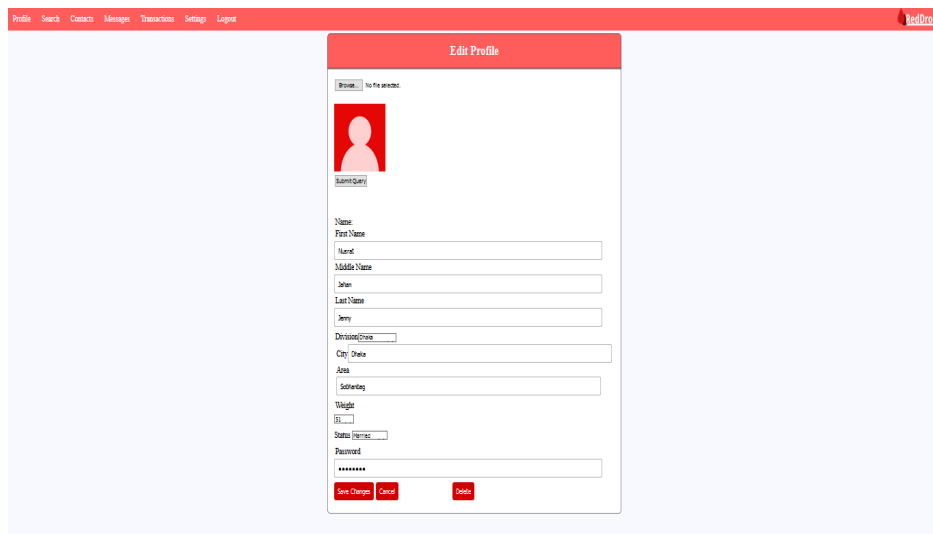 Profile Search Contacts Messages Transactions Settings Logout RedDro
Edit Profile
Browse... No file selected.
Submit Query
Name:
First Name
Nusrat
Middle Name
Jahan
Last Name
Jenny
Division Dhaka
City Dhaka
Area
Sobhanbag
Weight
51
Status Married
Password
••••••••
Save Changes Cancel Delete